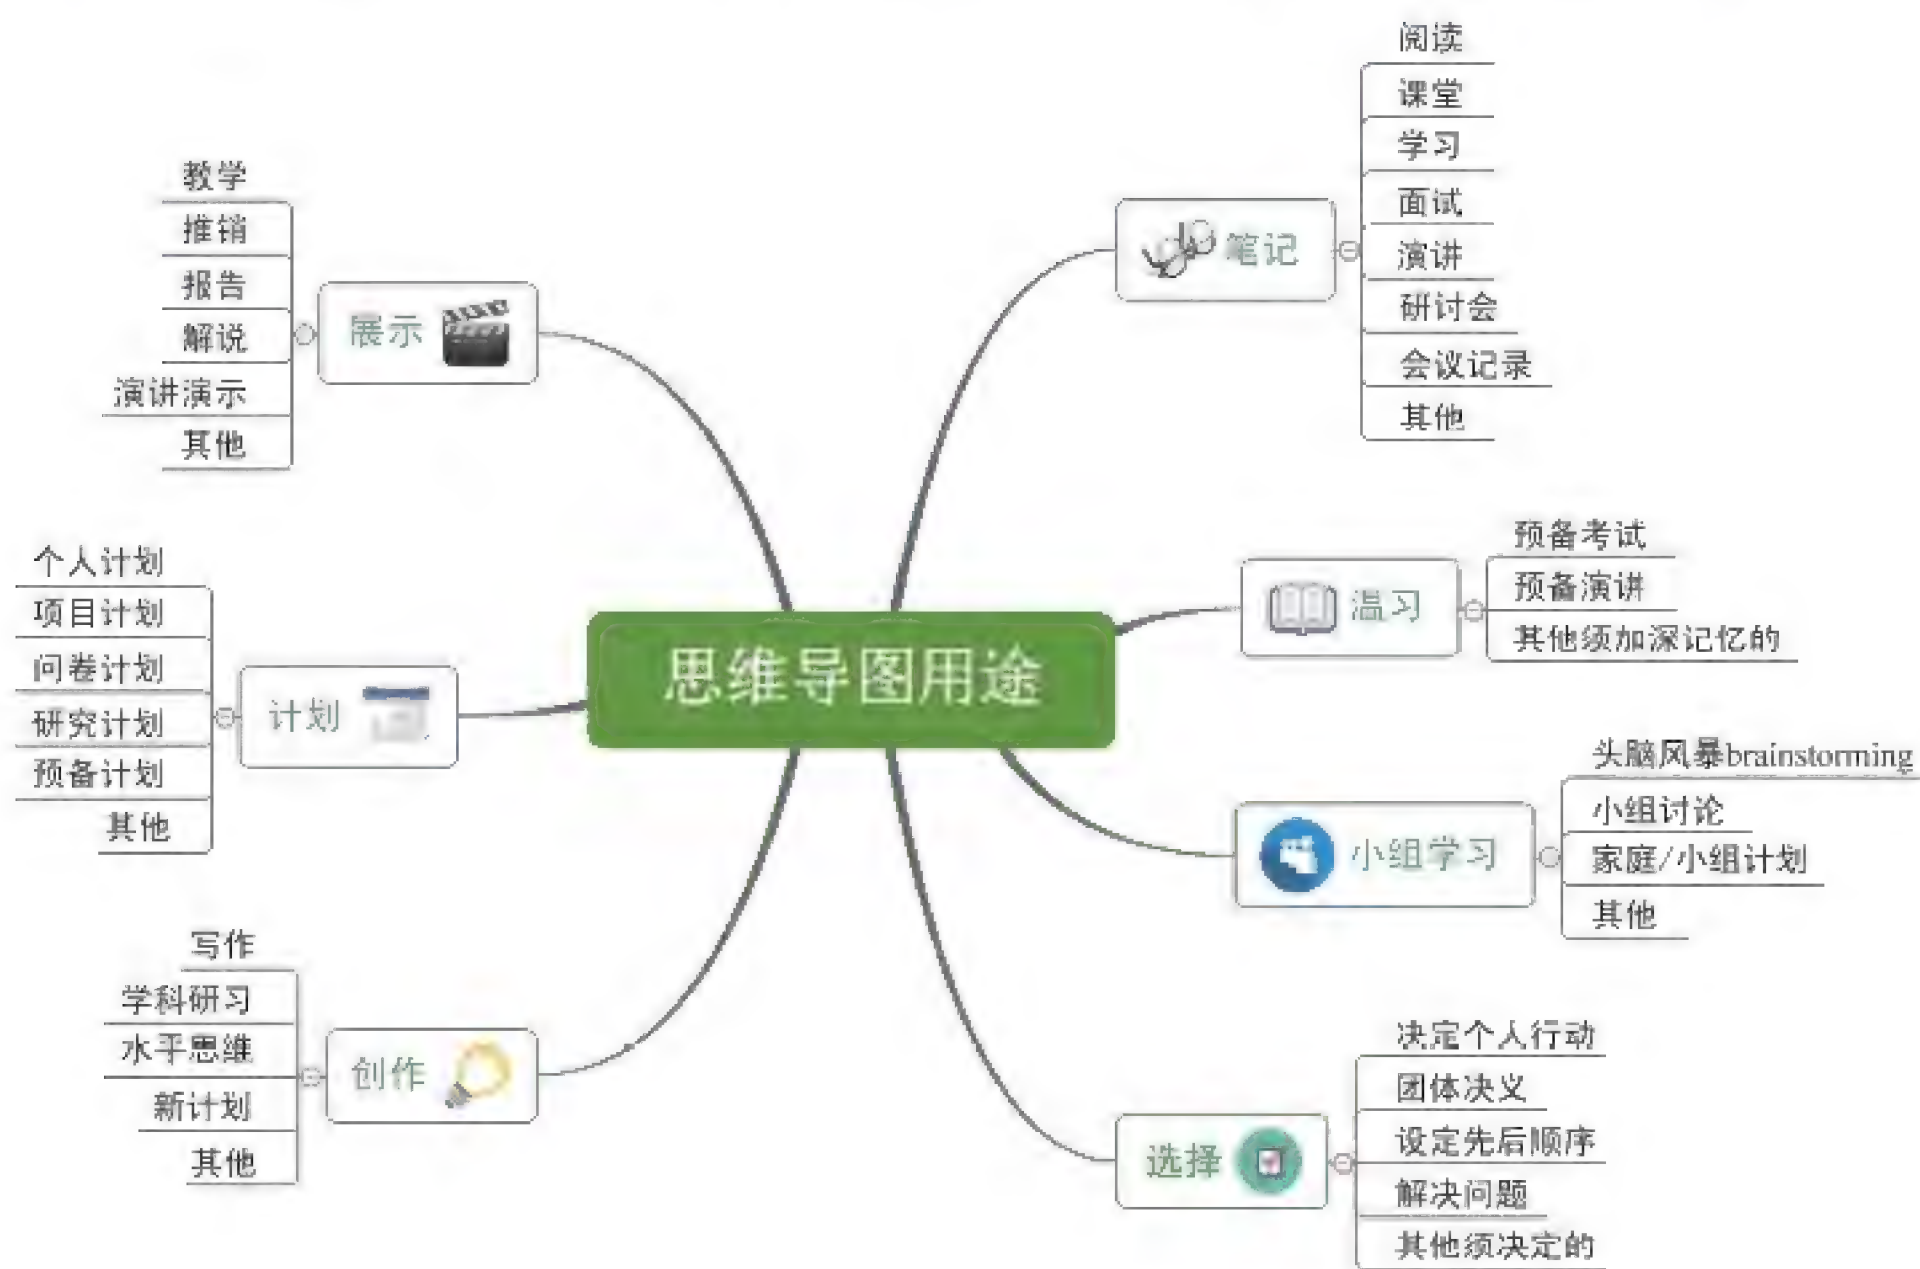 思维导图用途
笔记
阅读
课堂
学习
面试
演讲
研讨会
会议记录
其他
温习
预备考试
预备演讲
其他须加深记忆的
小组学习
头脑风暴brainstorming
小组讨论
家庭/小组计划
其他
选择
决定个人行动
团体决义
设定先后顺序
解决问题
其他须决定的
展示
教学
推销
报告
解说
演讲演示
其他
计划
个人计划
项目计划
问卷计划
研究计划
预备计划
其他
创作
写作
学科研习
水平思维
新计划
其他